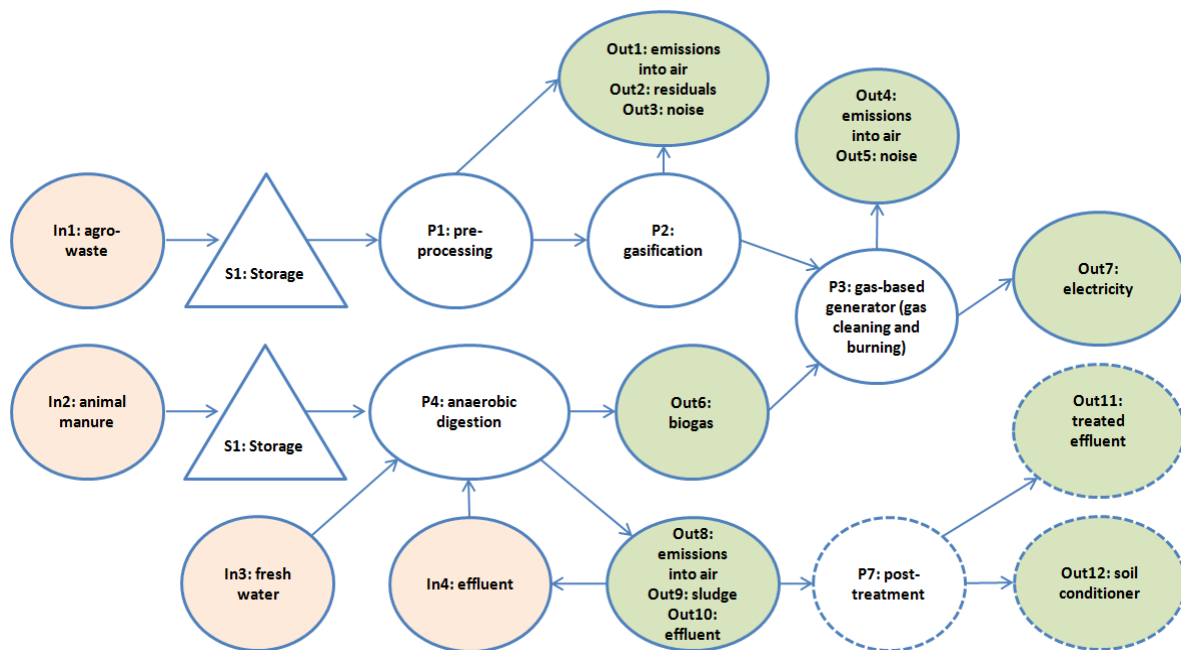 Out1: emissions
into air
Out2: residuals
Out3: noise
Out4:
emissions
into air
Out5: noise
In1: agro-
waste
S1: Storage
P1: pre-
processing
P2:
gasification
P3: gas-based
generator (gas
cleaning and
burning)
Out7:
electricity
In2: animal
manure
S1: Storage
P4: anaerobic
digestion
Out6:
biogas
Out11:
treated
effluent
In3: fresh
water
In4: effluent
Out8:
emissions
into air
Out9: sludge
Out10:
effluent
P7: post-
treatment
Out12: soil
conditioner